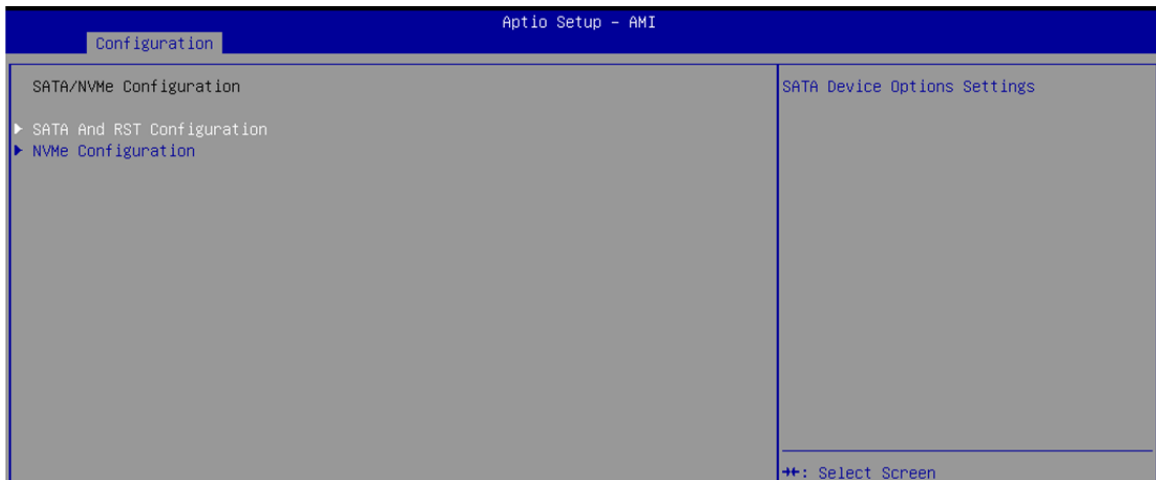 Aptio Setup - AMI
Configuration
SATA/NVMe Configuration
SATA And RST Configuration
NVMe Configuration
SATA Device Options Settings
→←: Select Screen